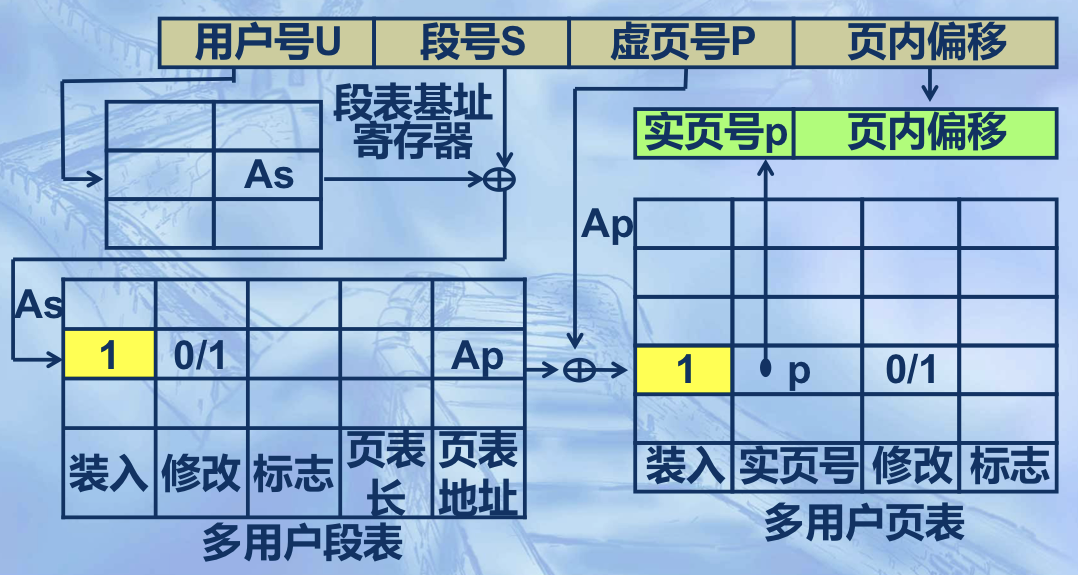 用户号U 段号S 虚页号P 页内偏移
段表基址
寄存器
实页号p 页内偏移
As
Ap
As
1 0/1 Ap
1 p 0/1
装入 修改 标志 页表长 页表地址
装入 实页号 修改 标志
多用户段表
多用户页表